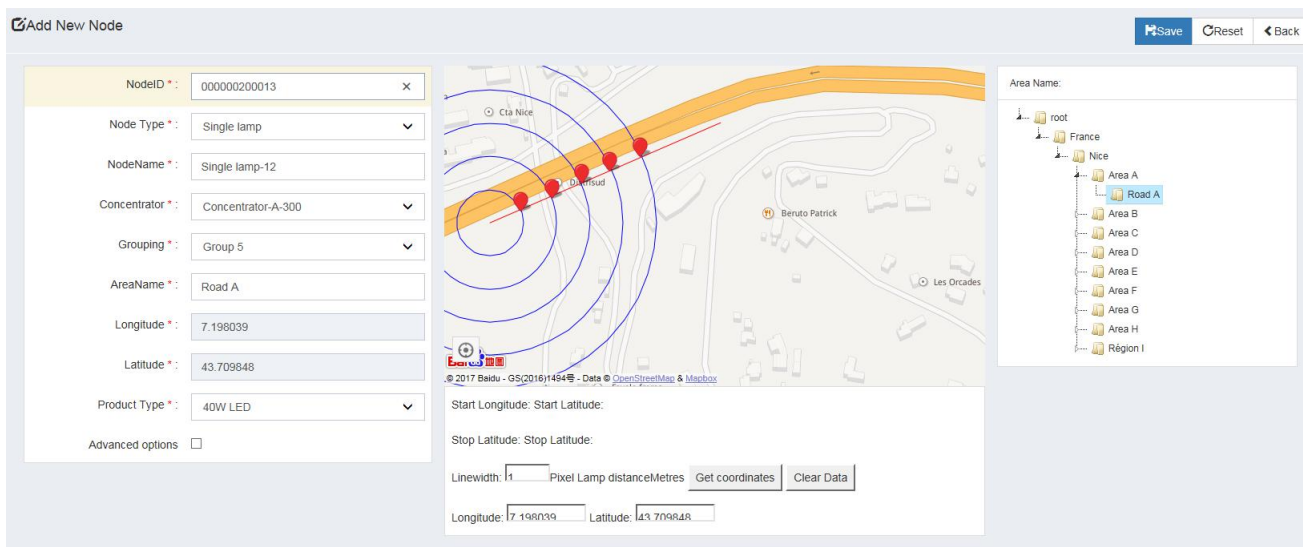 Add New Node
Save Reset Back
NodeID * : 000000200013
Node Type * : Single lamp
NodeName * : Single lamp-12
Concentrator * : Concentrator-A-300
Grouping * : Group 5
AreaName * : Road A
Longitude * : 7.198039
Latitude * : 43.709848
Product Type * : 40W LED
Advanced options
Cta Nice
Beruto Patrick
Les Orcades
© 2017 Baidu - GS(2016)1494号 - Data © OpenStreetMap & Mapbox
Start Longitude: Start Latitude:
Stop Latitude: Stop Latitude:
Linewidth: 1 Pixel Lamp distanceMetres Get coordinates Clear Data
Longitude: 7.198039 Latitude: 43.709848
Area Name:
root
France
Nice
Area A
Road A
Area B
Area C
Area D
Area E
Area F
Area G
Area H
Région I